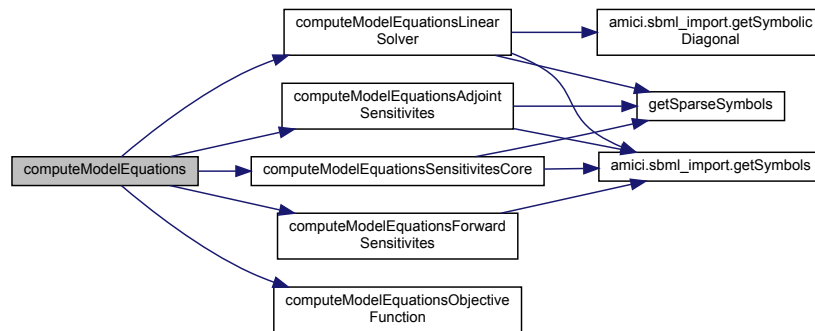 computeModelEquations
computeModelEquationsLinear
Solver
computeModelEquationsAdjoint
Sensitivites
computeModelEquationsSensitivitesCore
computeModelEquationsForward
Sensitivites
computeModelEquationsObjective
Function
amici.sbml_import.getSymbolic
Diagonal
getSparseSymbols
amici.sbml_import.getSymbols